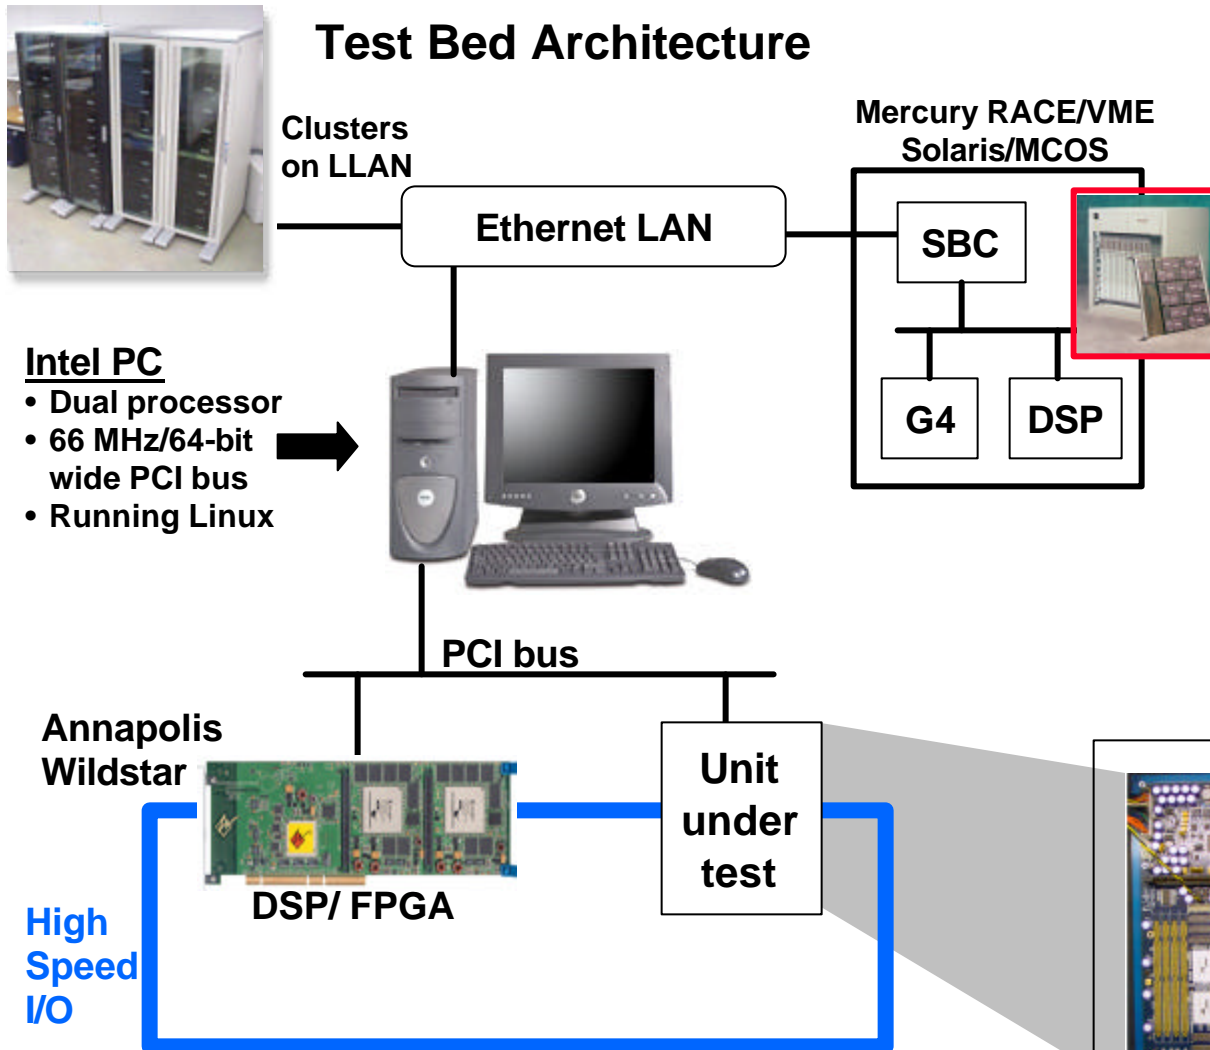 Test Bed Architecture
Clusters
on LLAN
Ethernet LAN
Mercury RACE/VME
Solaris/MCOS
SBC
G4
DSP
Intel PC
• Dual processor
• 66 MHz/64-bit
wide PCI bus
• Running Linux
PCI bus
Annapolis
Wildstar
DSP/ FPGA
Unit
under
test
High
Speed
I/O